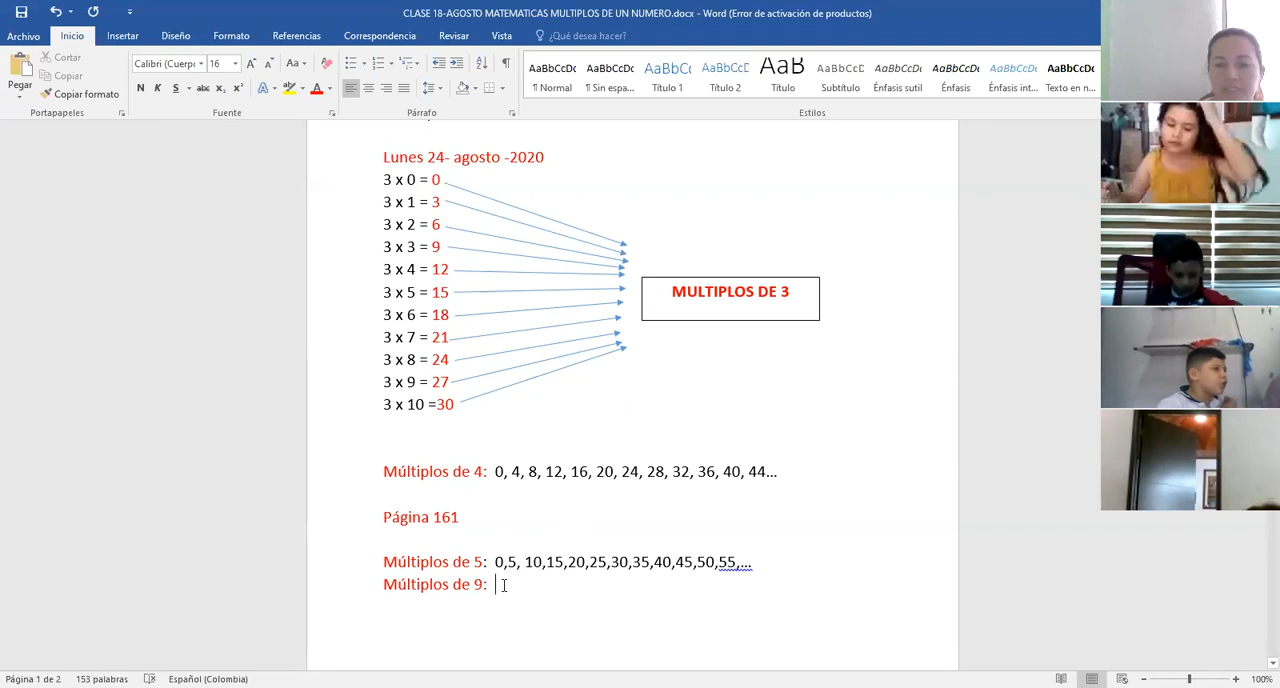 CLASE 18-AGOSTO MATEMATICAS MULTIPLOS DE UN NUMERO.docx - Word (Error de activación de productos)
Archivo Inicio Insertar Diseño Formato Referencias Correspondencia Revisar Vista ¿Qué desea hacer?
Pegar
Cortar
Copiar
Copiar formato
Portapapeles
Calibri (Cuerpo 16
Aa
N K S abc x₂ x² A A
Fuente
Párrafo
AaBbCcDc AaBbCcDc AaBbCc AaBbCcD AaB AaBbCcD AaBbCcDc AaBbCcDc AaBbCcDc AaBbCcDc
¶ Normal ¶ Sin espa... Título 1 Título 2 Título Subtítulo Énfasis sutil Énfasis Énfasis int... Texto en n...
Estilos
Lunes 24- agosto -2020
3 x 0 = 0
3 x 1 = 3
3 x 2 = 6
3 x 3 = 9
3 x 4 = 12
3 x 5 = 15
3 x 6 = 18
3 x 7 = 21
3 x 8 = 24
3 x 9 = 27
3 x 10 =30
MULTIPLOS DE 3
Múltiplos de 4: 0, 4, 8, 12, 16, 20, 24, 28, 32, 36, 40, 44...
Página 161
Múltiplos de 5: 0,5, 10,15,20,25,30,35,40,45,50,55,...
Múltiplos de 9:
Página 1 de 2 153 palabras Español (Colombia) 100%